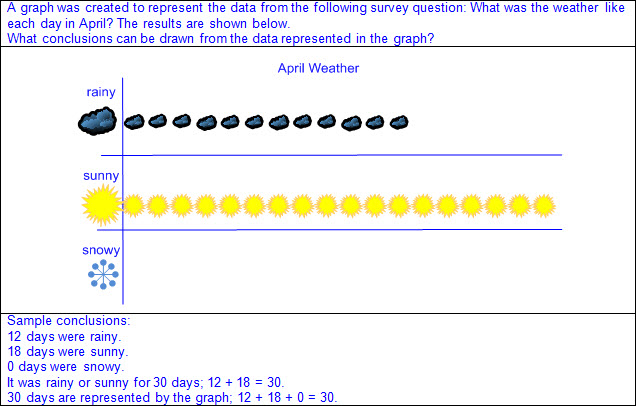 A graph was created to represent the data from the following survey question: What was the weather like
each day in April? The results are shown below.
What conclusions can be drawn from the data represented in the graph?
April Weather
rainy
sunny
snowy
Sample conclusions:
12 days were rainy.
18 days were sunny.
0 days were snowy.
It was rainy or sunny for 30 days; 12 + 18 = 30.
30 days are represented by the graph; 12 + 18 + 0 = 30.